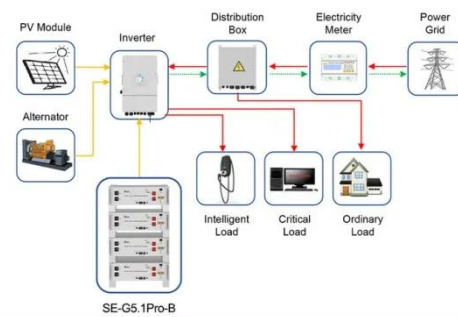 PV Module
Inverter
Distribution
Box
Electricity
Meter
Power
Grid
Alternator
Intelligent
Load
Critical
Load
Ordinary
Load
SE-G5.1Pro-B